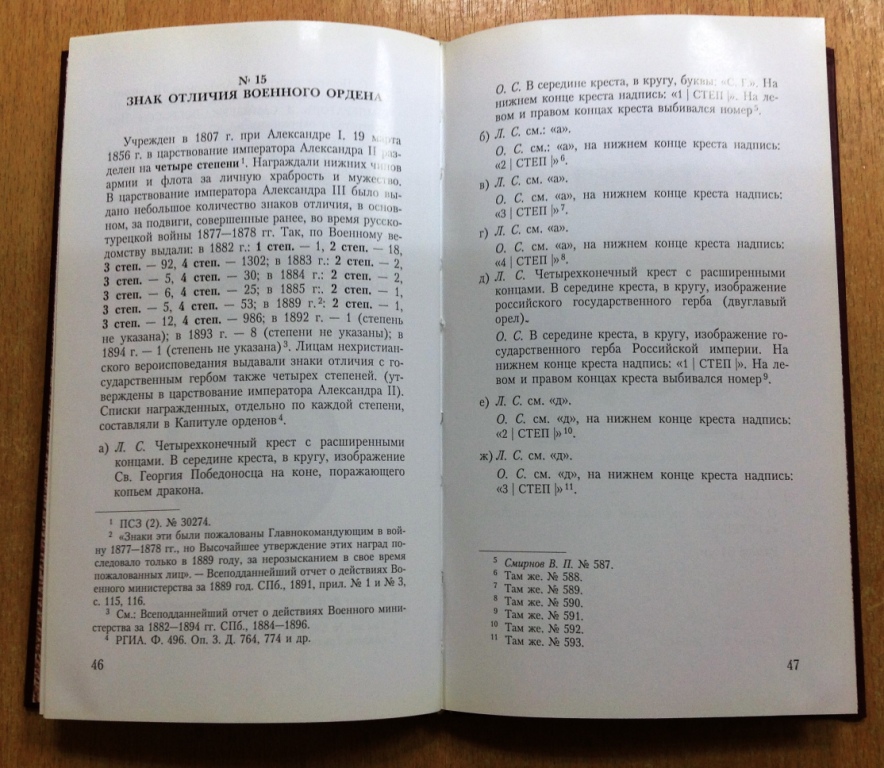 № 15
ЗНАК ОТЛИЧИЯ ВОЕННОГО ОРДЕНА
Учрежден в 1807 г. при Александре I. 19 марта
1856 г. в царствование императора Александра II раз-
делен на четыре степени¹. Награждали нижних чинов
армии и флота за личную храбрость и мужество.
В царствование императора Александра III было вы-
дано небольшое количество знаков отличия, в основ-
ном, за подвиги, совершенные ранее, во время русско-
турецкой войны 1877—1878 гг. Так, по Военному ве-
домству выдали: в 1882 г.: 1 степ. — 1, 2 степ. — 18,
3 степ. — 92, 4 степ. — 1302; в 1883 г.: 2 степ. — 2,
3 степ. — 5, 4 степ. — 30; в 1884 г.: 2 степ. — 2,
3 степ. — 6, 4 степ. — 25; в 1885 г:. 2 степ. — 1,
3 степ. — 5, 4 степ. — 53; в 1889 г.²: 2 степ. — 1,
3 степ. — 12, 4 степ. — 986; в 1892 г. — 1 (степень
не указана); в 1893 г. — 8 (степени не указаны); в
1894 г. — 1 (степень не указана)³. Лицам нехристиан-
ского вероисповедания выдавали знаки отличия с го-
сударственным гербом также четырех степеней. (ут-
верждены в царствование императора Александра II).
Списки награжденных, отдельно по каждой степени,
составляли в Капитуле орденов⁴.
а) Л. С. Четырехконечный крест с расширенными
концами. В середине креста, в кругу, изображение
Св. Георгия Победоносца на коне, поражающего
копьем дракона.
¹ ПСЗ (2). № 30274.
² «Знаки эти были пожалованы Главнокомандующим в вой-
ну 1877—1878 гг., но Высочайшее утверждение этих наград по-
следовало только в 1889 году, за нерозысканием в свое время
пожалованных лиц». — Всеподданнейший отчет о действиях Во-
енного министерства за 1889 год. СПб., 1891, прил. № 1 и № 3,
с. 115, 116.
³ См.: Всеподданнейший отчет о действиях Военного мини-
стерства за 1882—1894 гг. СПб., 1884—1896.
⁴ РГИА. Ф. 496. Оп. 3. Д. 764, 774 и др.
46
О. С. В середине креста, в кругу, буквы: «С. Г.». На
нижнем конце креста надпись: «1 | СТЕП |». На ле-
вом и правом концах креста выбивался номер⁵.
б) Л. С. см.: «а».
О. С. см.: «а», на нижнем конце креста надпись:
«2 | СТЕП |»⁶.
в) Л. С. см. «а».
О. С. см. «а», на нижнем конце креста надпись:
«3 | СТЕП |»⁷.
г) Л. С. см. «а».
О. С. см. «а», на нижнем конце креста надпись:
«4 | СТЕП |»⁸.
д) Л. С. Четырехконечный крест с расширенными
концами. В середине креста, в кругу, изображение
российского государственного герба (двуглавый
орел).
О. С. В середине креста, в кругу, изображение го-
сударственного герба Российской империи. На
нижнем конце креста надпись: «1 | СТЕП |». На ле-
вом и правом концах креста выбивался номер⁹.
е) Л. С. см. «д».
О. С. см. «д», на нижнем конце креста надпись:
«2 | СТЕП |»¹⁰.
ж) Л. С. см. «д».
О. С. см. «д», на нижнем конце креста надпись:
«3 | СТЕП |»¹¹.
⁵ Смирнов В. П. № 587.
⁶ Там же. № 588.
⁷ Там же. № 589.
⁸ Там же. № 590.
⁹ Там же. № 591.
¹⁰ Там же. № 592.
¹¹ Там же. № 593.
47